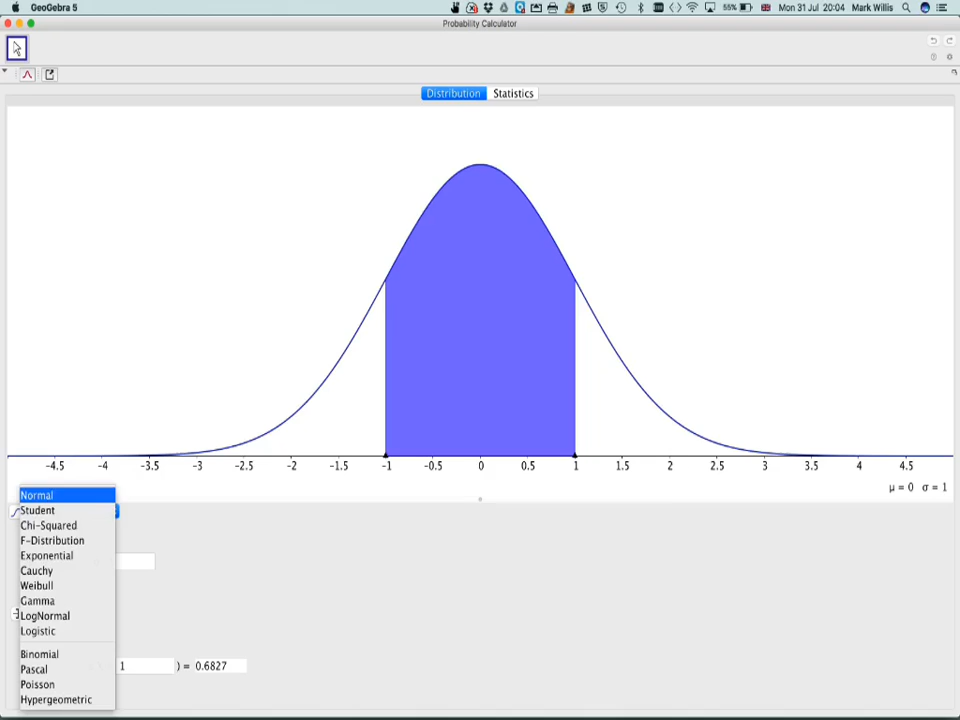 GeoGebra 5 55% Mon 31 Jul 20:04 Mark Willis
Probability Calculator
Distribution Statistics
-4.5 -4 -3.5 -3 -2.5 -2 -1.5 -1 -0.5 0 0.5 1 1.5 2 2.5 3 3.5 4 4.5
μ = 0 σ = 1
Normal
Student
Chi-Squared
F-Distribution
Exponential
Cauchy
Weibull
Gamma
LogNormal
Logistic
Binomial
1 ) = 0.6827
Pascal
Poisson
Hypergeometric